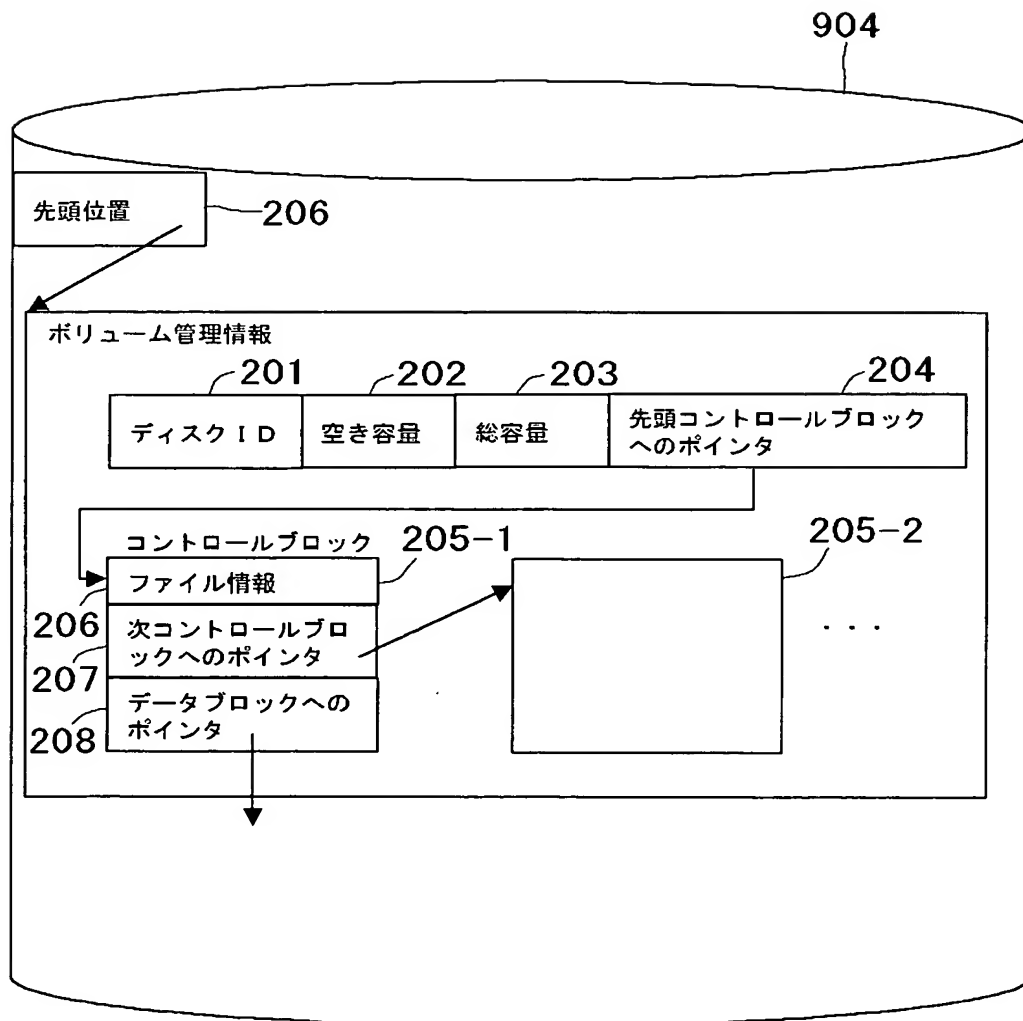 904
先頭位置
206
ボリューム管理情報
201
202
203
204
ディスクＩＤ
空き容量
総容量
先頭コントロールブロック
へのポインタ
コントロールブロック
205-1
205-2
ファイル情報
206
次コントロールブロ
ックへのポインタ
207
・・・
データブロックへの
ポインタ
208